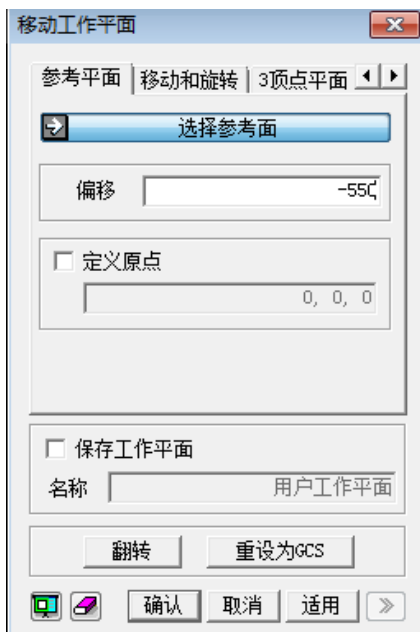 移动工作平面
参考平面 移动和旋转 3顶点平面
选择参考面
偏移 -550
定义原点
0, 0, 0
保存工作平面
名称 用户工作平面
翻转 重设为GCS
确认 取消 适用